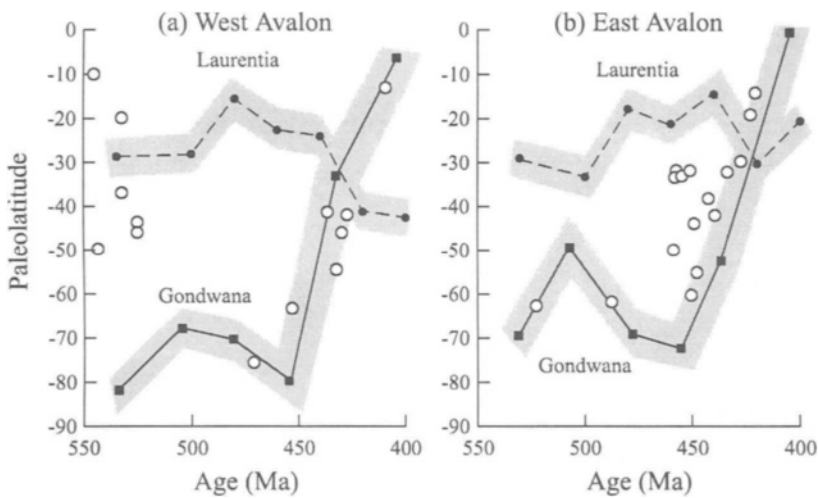 (a) West Avalon
(b) East Avalon
-0
-10
-20
-30
-40
-50
-60
-70
-80
-90
Paleolatitude
Laurentia
Gondwana
550 500 450 400
Age (Ma)
-0
-10
-20
-30
-40
-50
-60
-70
-80
-90
Laurentia
Gondwana
550 500 450 400
Age (Ma)